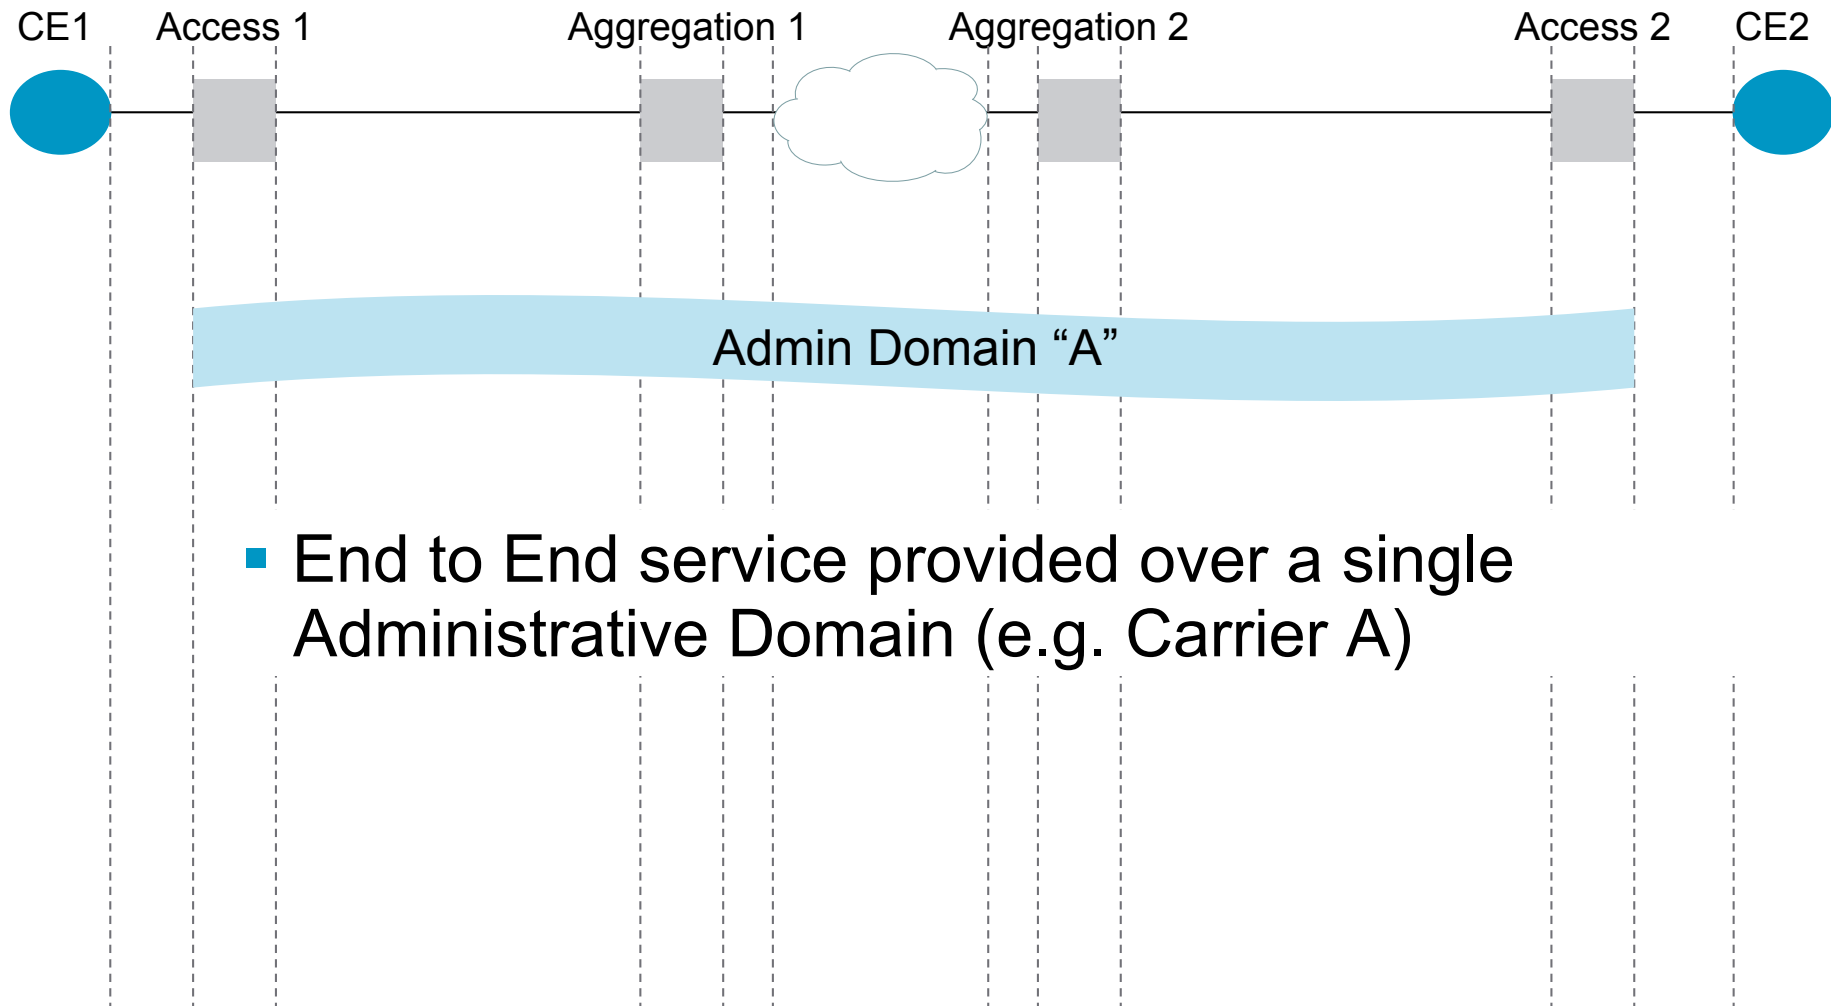 CE1 Access 1 Aggregation 1 Aggregation 2 Access 2 CE2
Admin Domain “A”
▪ End to End service provided over a single
Administrative Domain (e.g. Carrier A)